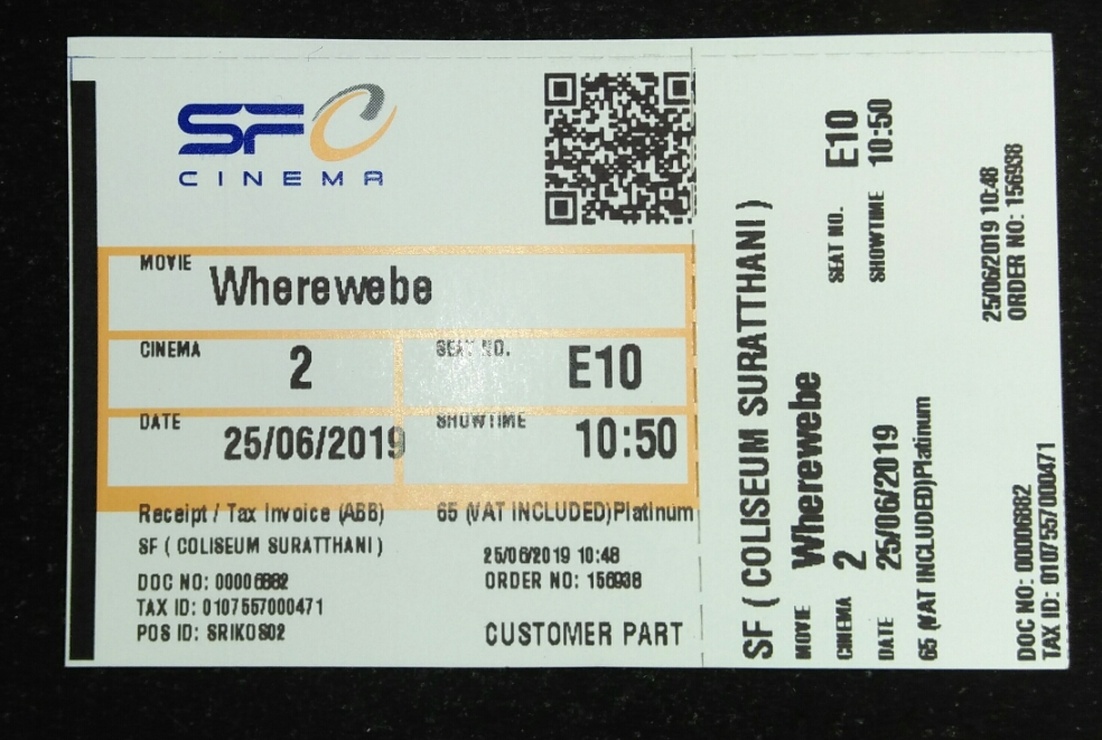 SFC
CINEMA
MOVIE Wherewebe
CINEMA 2 SEAT NO. E10
DATE 25/06/2019 SHOWTIME 10:50
Receipt / Tax Invoice (ABB) 65 (VAT INCLUDED)Platinum
SF ( COLISEUM SURATTHANI )
25/06/2019 10:48
DOC NO: 00006882 ORDER NO: 156938
TAX ID: 0107557000471
POS ID: SRIKOS02 CUSTOMER PART
SF ( COLISEUM SURATTHANI )
MOVIE Wherewebe SEAT NO. E10
CINEMA 2 SHOWTIME 10:50
DATE 25/06/2019
65 (VAT INCLUDED)Platinum
25/06/2019 10:48
ORDER NO: 156938
DOC NO: 00006882
TAX ID: 0107557000471